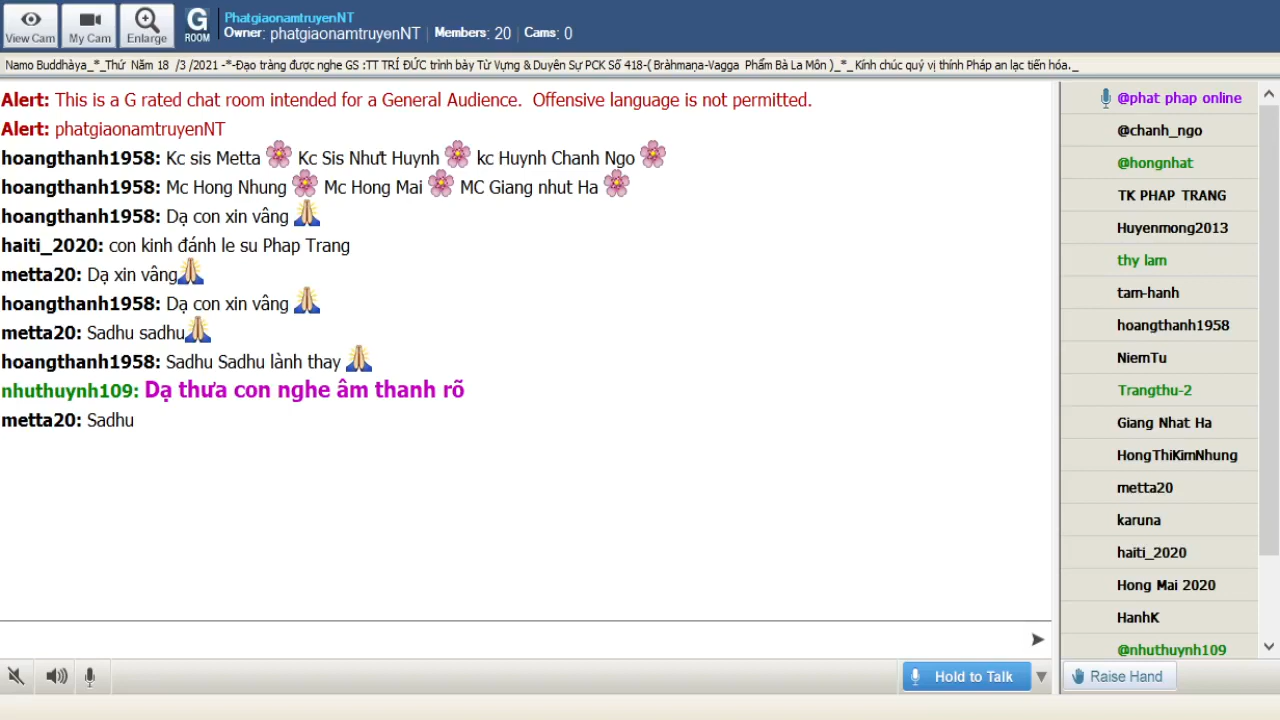 View Cam
My Cam
Enlarge
G
ROOM
PhatgiaonamtruyenNT
Owner: phatgiaonamtruyenNT | Members: 20 | Cams: 0
Namo Buddhàya_*_Thứ Năm 18 /3 /2021 -*-Đạo tràng được nghe GS :TT TRÍ ĐỨC trình bày Từ Vựng & Duyên Sự PCK Số 418-( Bràhmaṇa-Vagga Phẩm Bà La Môn )_*_ Kính chúc quý vị thính Pháp an lạc tiến hóa._
Alert: This is a G rated chat room intended for a General Audience. Offensive language is not permitted.
Alert: phatgiaonamtruyenNT
hoangthanh1958: Kc sis Metta 🌸 Kc Sis Như Huynh 🌸 kc Huynh Chanh Ngo 🌸
hoangthanh1958: Mc Hong Nhung 🌸 Mc Hong Mai 🌸 MC Giang nhut Ha 🌸
hoangthanh1958: Dạ con xin vâng 🙏
haiti_2020: con kinh đánh le su Phap Trang
metta20: Dạ xin vâng🙏
hoangthanh1958: Dạ con xin vâng 🙏
metta20: Sadhu sadhu🙏
hoangthanh1958: Sadhu Sadhu lành thay 🙏
nhuthuynh109: Dạ thưa con nghe âm thanh rõ
metta20: Sadhu
@phat phap online
@chanh_ngo
@hongnhat
TK PHAP TRANG
Huyenmong2013
thy lam
tam-hanh
hoangthanh1958
NiemTu
Trangthu-2
Giang Nhat Ha
HongThiKimNhung
metta20
karuna
haiti_2020
Hong Mai 2020
HanhK
@nhuthuynh109
Hold to Talk
Raise Hand